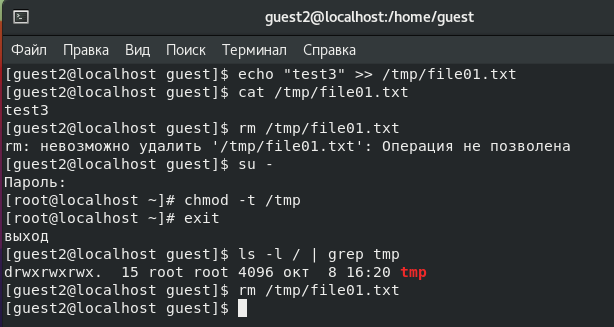 guest2@localhost:/home/guest
Файл Правка Вид Поиск Терминал Справка
[guest2@localhost guest]$ echo "test3" >> /tmp/file01.txt
[guest2@localhost guest]$ cat /tmp/file01.txt
test3
[guest2@localhost guest]$ rm /tmp/file01.txt
rm: невозможно удалить '/tmp/file01.txt': Операция не позволена
[guest2@localhost guest]$ su -
Пароль:
[root@localhost ~]# chmod -t /tmp
[root@localhost ~]# exit
выход
[guest2@localhost guest]$ ls -l / | grep tmp
drwxrwxrwx.  15 root root 4096 окт  8 16:20 tmp
[guest2@localhost guest]$ rm /tmp/file01.txt
[guest2@localhost guest]$